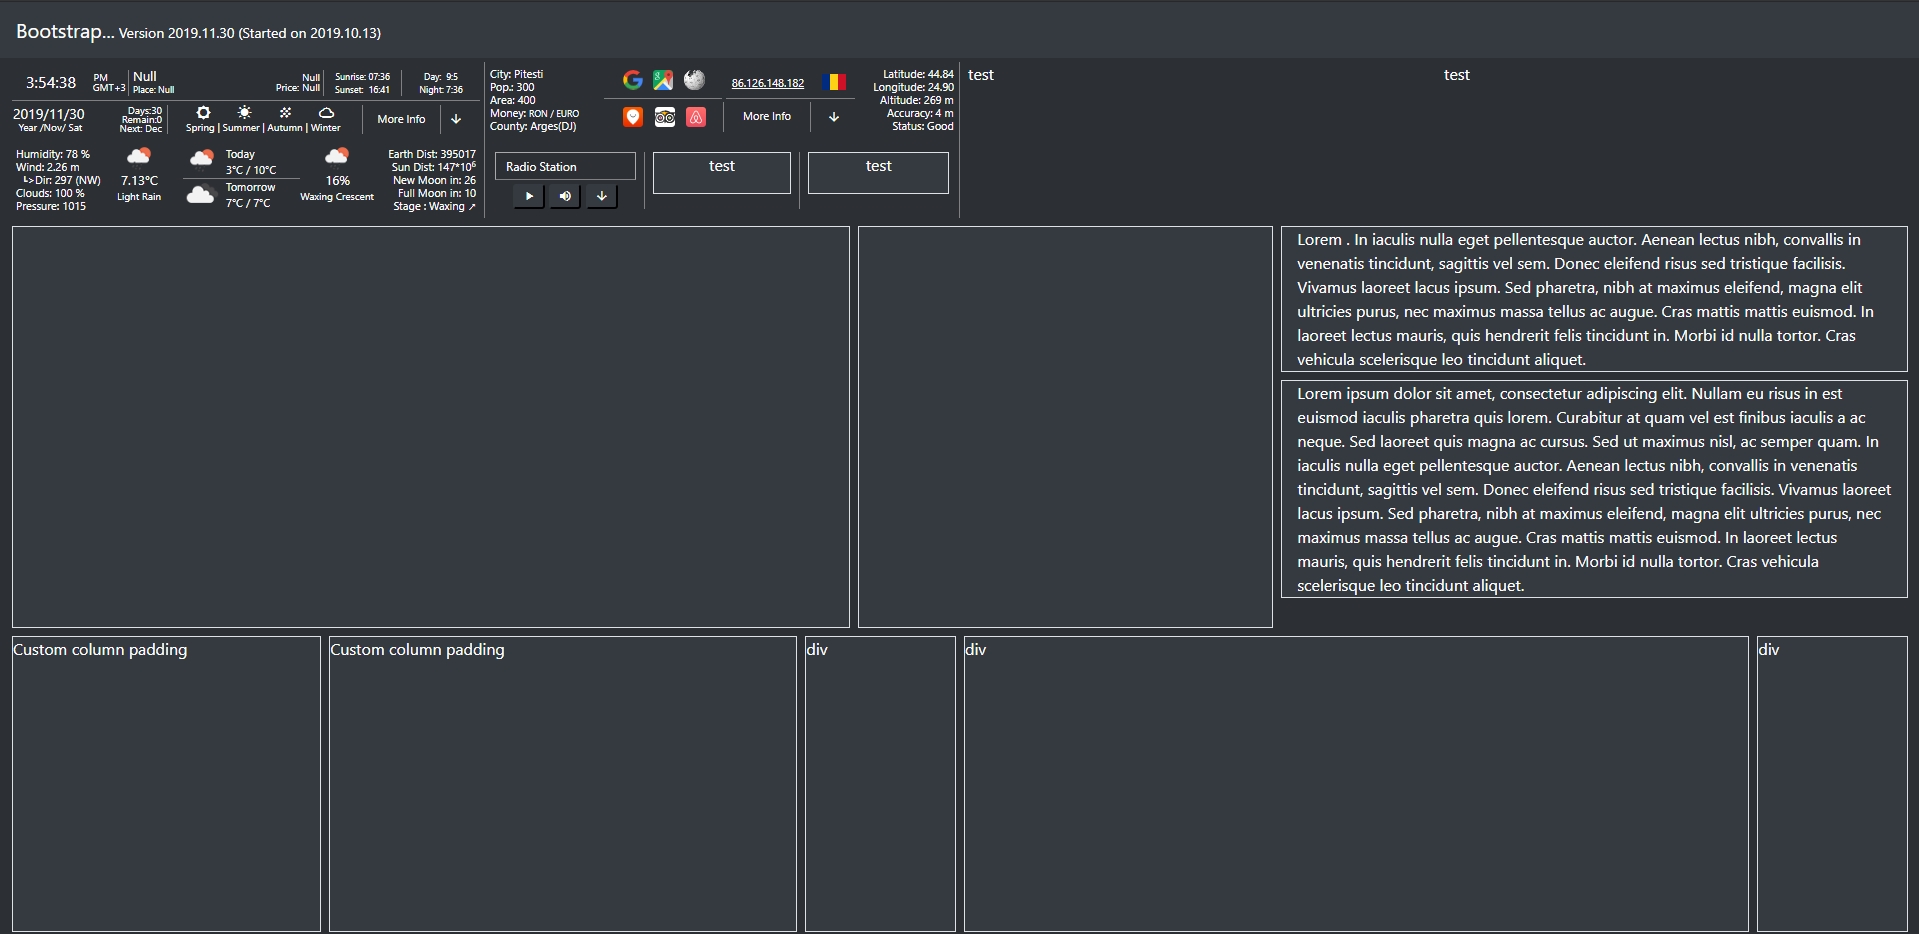 Bootstrap... Version 2019.11.30 (Started on 2019.10.13)
3:54:38
PM
GMT+3
Null
Place: Null
Null
Price: Null
Sunrise: 07:36
Sunset: 16:41
Day: 9:5
Night: 7:36
2019/11/30
Year /Nov/ Sat
Days:30
Remain:0
Next: Dec
Spring | Summer | Autumn | Winter
More Info
Humidity: 78 %
Wind: 2.26 m
↳Dir: 297 (NW)
Clouds: 100 %
Pressure: 1015
7.13°C
Light Rain
Today
3°C / 10°C
Tomorrow
7°C / 7°C
16%
Waxing Crescent
Earth Dist: 395017
Sun Dist: 147*10⁶
New Moon in: 26
Full Moon in: 10
Stage : Waxing ↗
City: Pitesti
Pop.: 300
Area: 400
Money: RON / EURO
County: Arges(DJ)
86.126.148.182
More Info
Latitude: 44.84
Longitude: 24.90
Altitude: 269 m
Accuracy: 4 m
Status: Good
Radio Station
test
test
test
test
Lorem . In iaculis nulla eget pellentesque auctor. Aenean lectus nibh, convallis in
venenatis tincidunt, sagittis vel sem. Donec eleifend risus sed tristique facilisis.
Vivamus laoreet lacus ipsum. Sed pharetra, nibh at maximus eleifend, magna elit
ultricies purus, nec maximus massa tellus ac augue. Cras mattis mattis euismod. In
laoreet lectus mauris, quis hendrerit felis tincidunt in. Morbi id nulla tortor. Cras
vehicula scelerisque leo tincidunt aliquet.
Lorem ipsum dolor sit amet, consectetur adipiscing elit. Nullam eu risus in est
euismod iaculis pharetra quis lorem. Curabitur at quam vel est finibus iaculis a ac
neque. Sed laoreet quis magna ac cursus. Sed ut maximus nisl, ac semper quam. In
iaculis nulla eget pellentesque auctor. Aenean lectus nibh, convallis in venenatis
tincidunt, sagittis vel sem. Donec eleifend risus sed tristique facilisis. Vivamus laoreet
lacus ipsum. Sed pharetra, nibh at maximus eleifend, magna elit ultricies purus, nec
maximus massa tellus ac augue. Cras mattis mattis euismod. In laoreet lectus
mauris, quis hendrerit felis tincidunt in. Morbi id nulla tortor. Cras vehicula
scelerisque leo tincidunt aliquet.
Custom column padding
Custom column padding
div
div
div